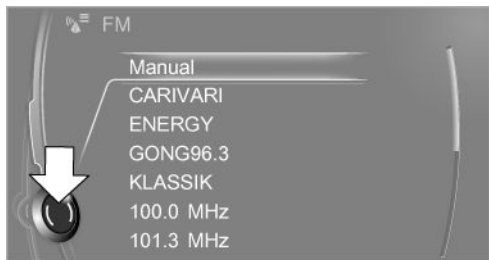 FM
Manual
CARIVARI
ENERGY
GONG96.3
KLASSIK
100.0 MHz
101.3 MHz